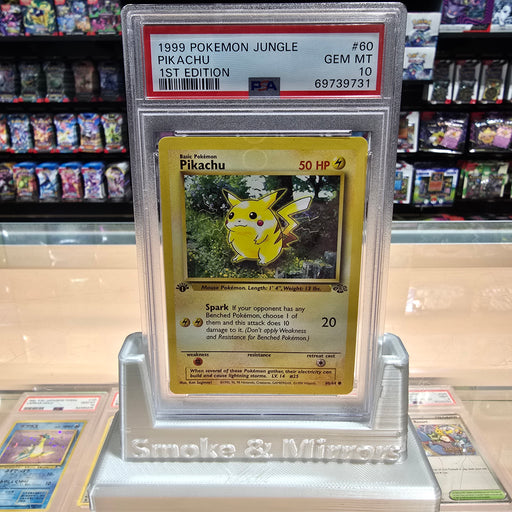 1999 POKEMON JUNGLE #60
PIKACHU GEM MT
1ST EDITION 10
PSA 69739731
Basic Pokémon
Pikachu 50 HP
Mouse Pokémon. Length: 1' 4", Weight: 13 lbs.
Spark If your opponent has any
Benched Pokémon, choose 1 of
them and this attack does 10
damage to it. (Don't apply Weakness
and Resistance for Benched Pokémon.)
20
weakness resistance retreat cost
When several of these Pokémon gather, their electricity can
build and cause lightning storms. LV. 14 #25
60/64
Smoke & Mirrors